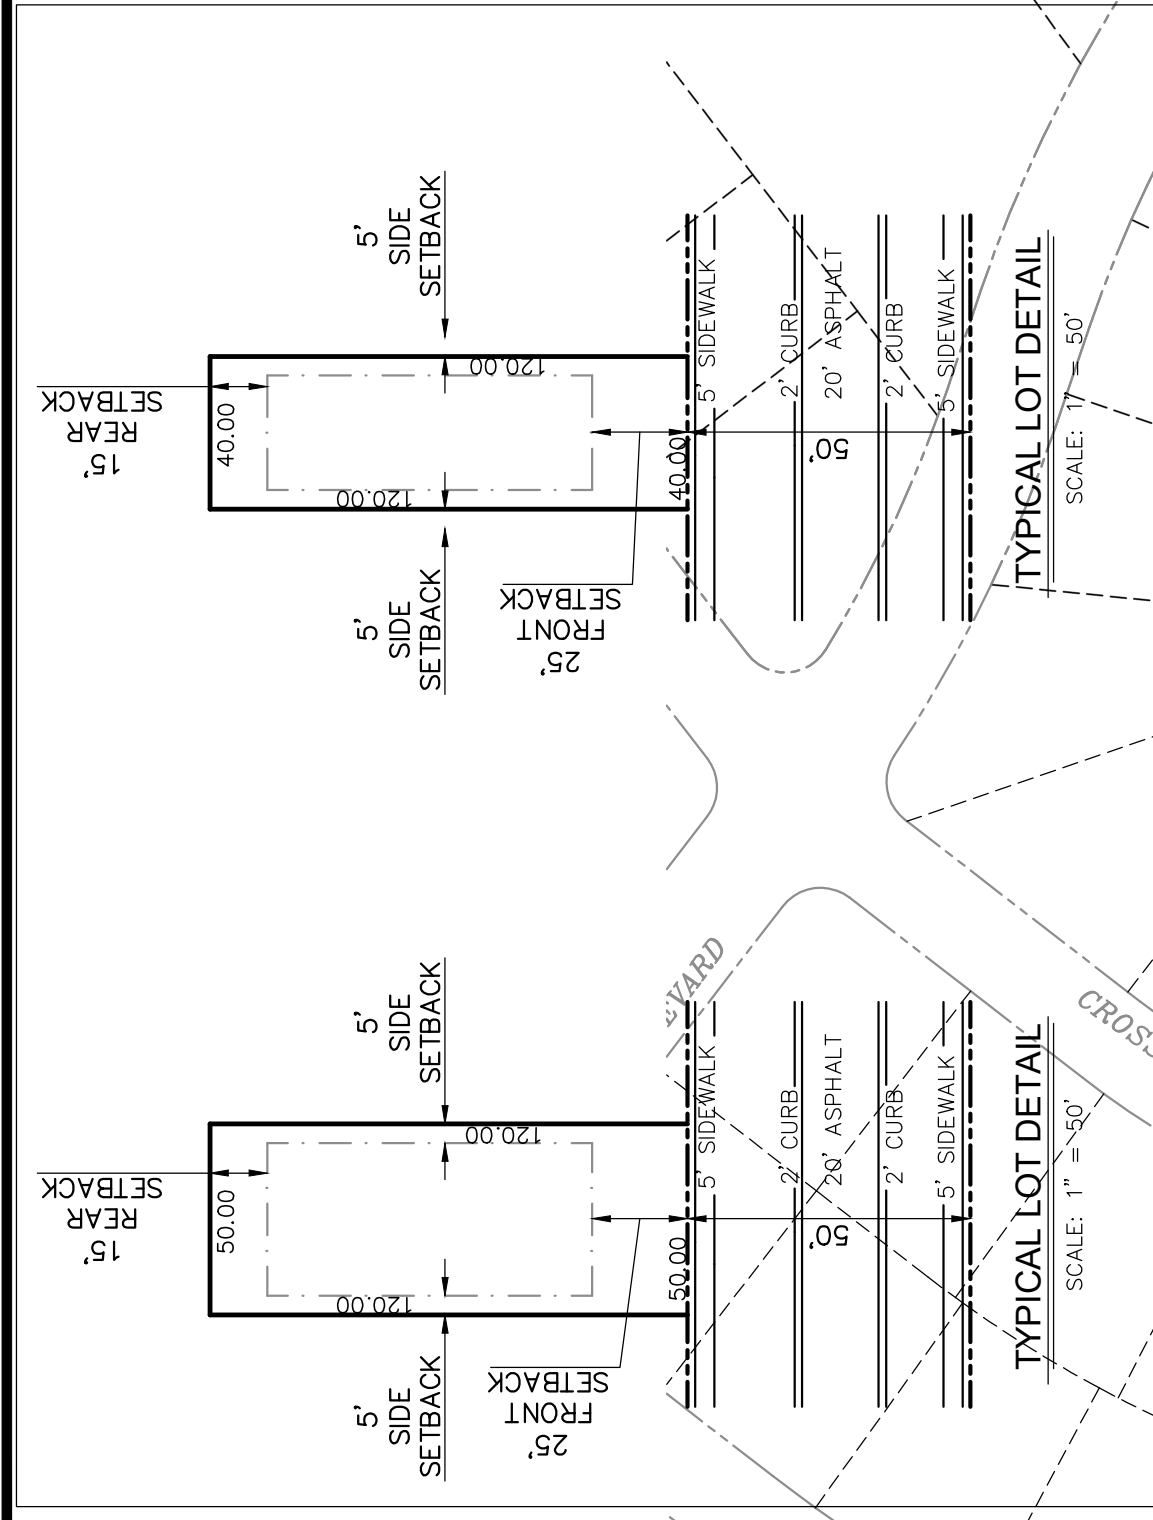 5'
SIDE
SETBACK
15'
REAR
SETBACK
40.00
120.00
120.00
40.00
5'
SIDE
SETBACK
25'
FRONT
SETBACK
5' SIDEWALK
2' CURB
20' ASPHALT
2' CURB
5' SIDEWALK
50'
TYPICAL LOT DETAIL
SCALE: 1" = 50'
5'
SIDE
SETBACK
15'
REAR
SETBACK
50.00
120.00
120.00
50.00
5'
SIDE
SETBACK
25'
FRONT
SETBACK
5' SIDEWALK
2' CURB
20' ASPHALT
2' CURB
5' SIDEWALK
50'
TYPICAL LOT DETAIL
SCALE: 1" = 50'
EVARD
CROSS